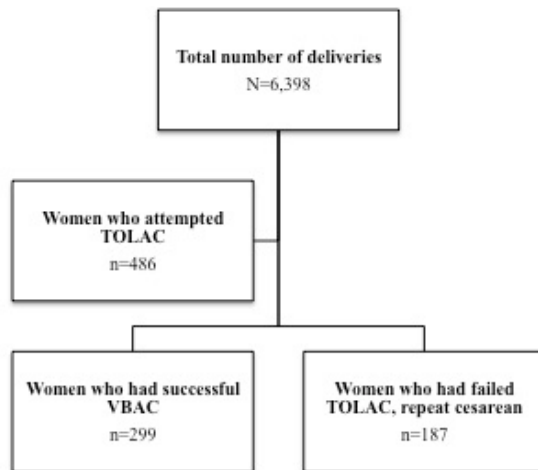 Total number of deliveries
N=6,398
Women who attempted
TOLAC
n=486
Women who had successful
VBAC
n=299
Women who had failed
TOLAC, repeat cesarean
n=187